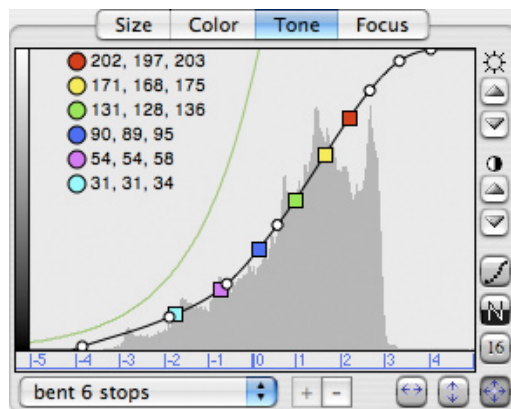 Size Color Tone Focus
202, 197, 203
171, 168, 175
131, 128, 136
90, 89, 95
54, 54, 58
31, 31, 34
|-5 |-4 |-3 |-2 |-1 |0 |1 |2 |3 |4
N
16
bent 6 stops + -